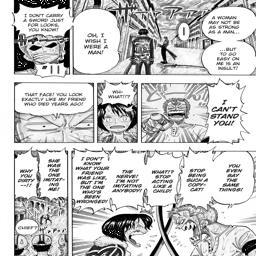 A WOMAN
MAY NOT
BE AS
STRONG
AS A
MAN...
...BUT
TO GO
EASY ON
ME IS AN
INSULT!
OH, I
WISH I
WERE A
MAN!
I DON'T CARRY
A SWORD JUST
FOR LOOKS,
YOU KNOW!
CAN'T
STAND
YOU!
WH-
WHAT!?
THAT FACE! YOU LOOK
EXACTLY LIKE MY FRIEND
WHO DIED YEARS AGO!
YOU
EVEN
SAY THE
SAME
THINGS!
STOP
BEING
SUCH A
COPY-
CAT!
WHAT?
STOP
ACTING
LIKE A
CHILD!
THE
NERVE!
I'M NOT
IMITATING
ANYBODY!
I DON'T
KNOW
WHAT YOUR
FRIEND
WAS LIKE,
BUT I'M
THE ONE
WHO'S
BEEN
WRONGED!
SHE
WAS THE
ONE
IMITAT-
ING
ME!
WHY
YOU
DIRTY
--!!
CHIEF?